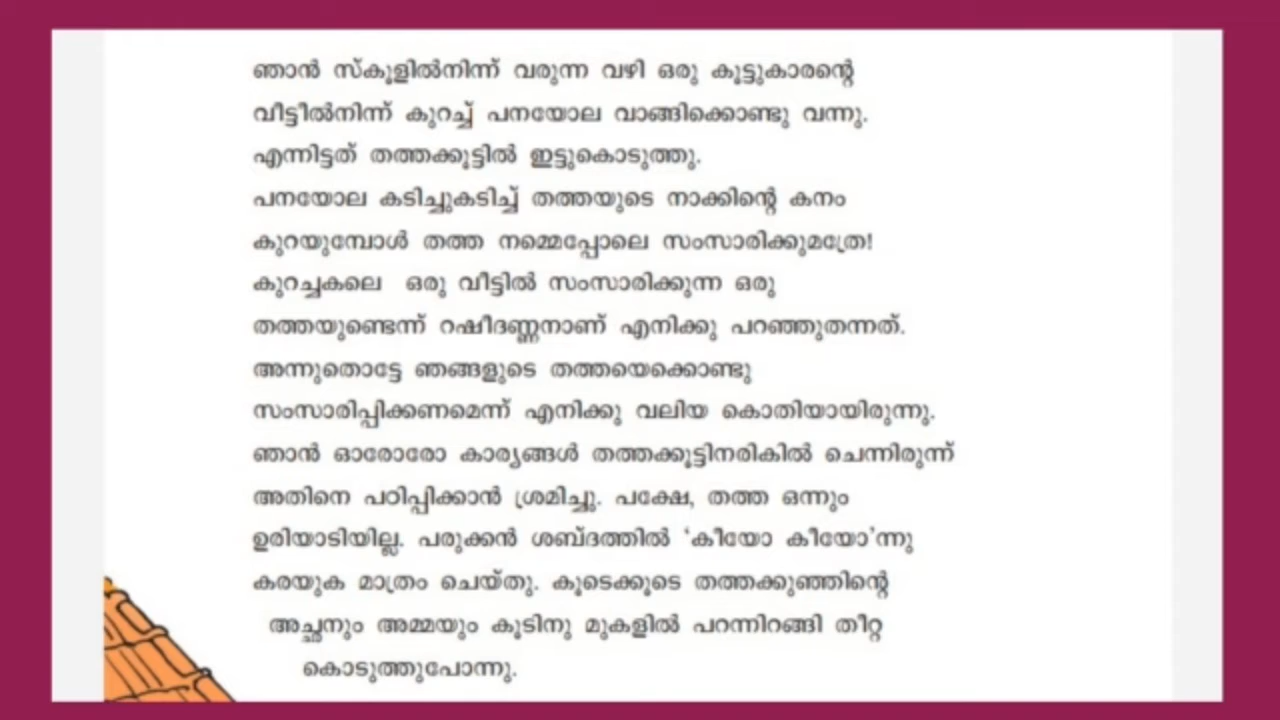 ഞാൻ സ്കൂളിൽനിന്ന് വരുന്ന വഴി ഒരു കൂട്ടുകാരന്റെ
വീട്ടീൽനിന്ന് കുറച്ച് പനയോല വാങ്ങിക്കൊണ്ടു വന്നു.
എന്നിട്ടത് തത്തക്കൂട്ടിൽ ഇട്ടുകൊടുത്തു.
പനയോല കടിച്ചുകടിച്ച് തത്തയുടെ നാക്കിന്റെ കനം
കുറയുമ്പോൾ തത്ത നമ്മെപ്പോലെ സംസാരിക്കുമത്രേ!
കുറച്ചകലെ ഒരു വീട്ടിൽ സംസാരിക്കുന്ന ഒരു
തത്തയുണ്ടെന്ന് റഷീദണ്ണനാണ് എനിക്കു പറഞ്ഞുതന്നത്.
അന്നുതൊട്ടേ ഞങ്ങളുടെ തത്തയെക്കൊണ്ടു
സംസാരിപ്പിക്കണമെന്ന് എനിക്കു വലിയ കൊതിയായിരുന്നു.
ഞാൻ ഓരോരോ കാര്യങ്ങൾ തത്തക്കൂട്ടിനരികിൽ ചെന്നിരുന്ന്
അതിനെ പഠിപ്പിക്കാൻ ശ്രമിച്ചു. പക്ഷേ, തത്ത ഒന്നും
ഉരിയാടിയില്ല. പരുക്കൻ ശബ്ദത്തിൽ ‘കീയോ കീയോ’ന്നു
കരയുക മാത്രം ചെയ്തു. കൂടെക്കൂടെ തത്തക്കുഞ്ഞിന്റെ
അച്ഛനും അമ്മയും കൂടിനു മുകളിൽ പറന്നിറങ്ങി തീറ്റ
കൊടുത്തുപോന്നു.